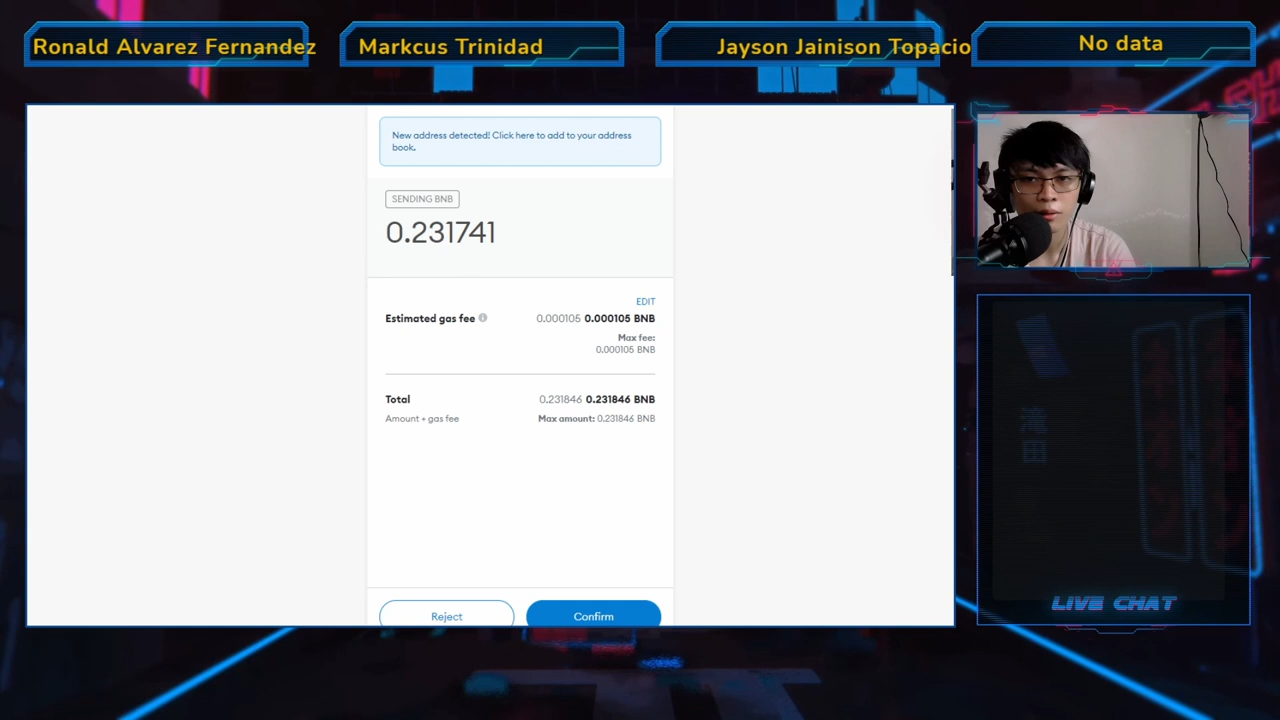 Ronald Alvarez Fernandez
Markcus Trinidad
Jayson Jainison Topacio
No data
New address detected! Click here to add to your address
book.
SENDING BNB
0.231741
EDIT
Estimated gas fee 0.000105 0.000105 BNB
Max fee:
0.000105 BNB
Total 0.231846 0.231846 BNB
Amount + gas fee Max amount: 0.231846 BNB
Reject Confirm
LIVE CHAT